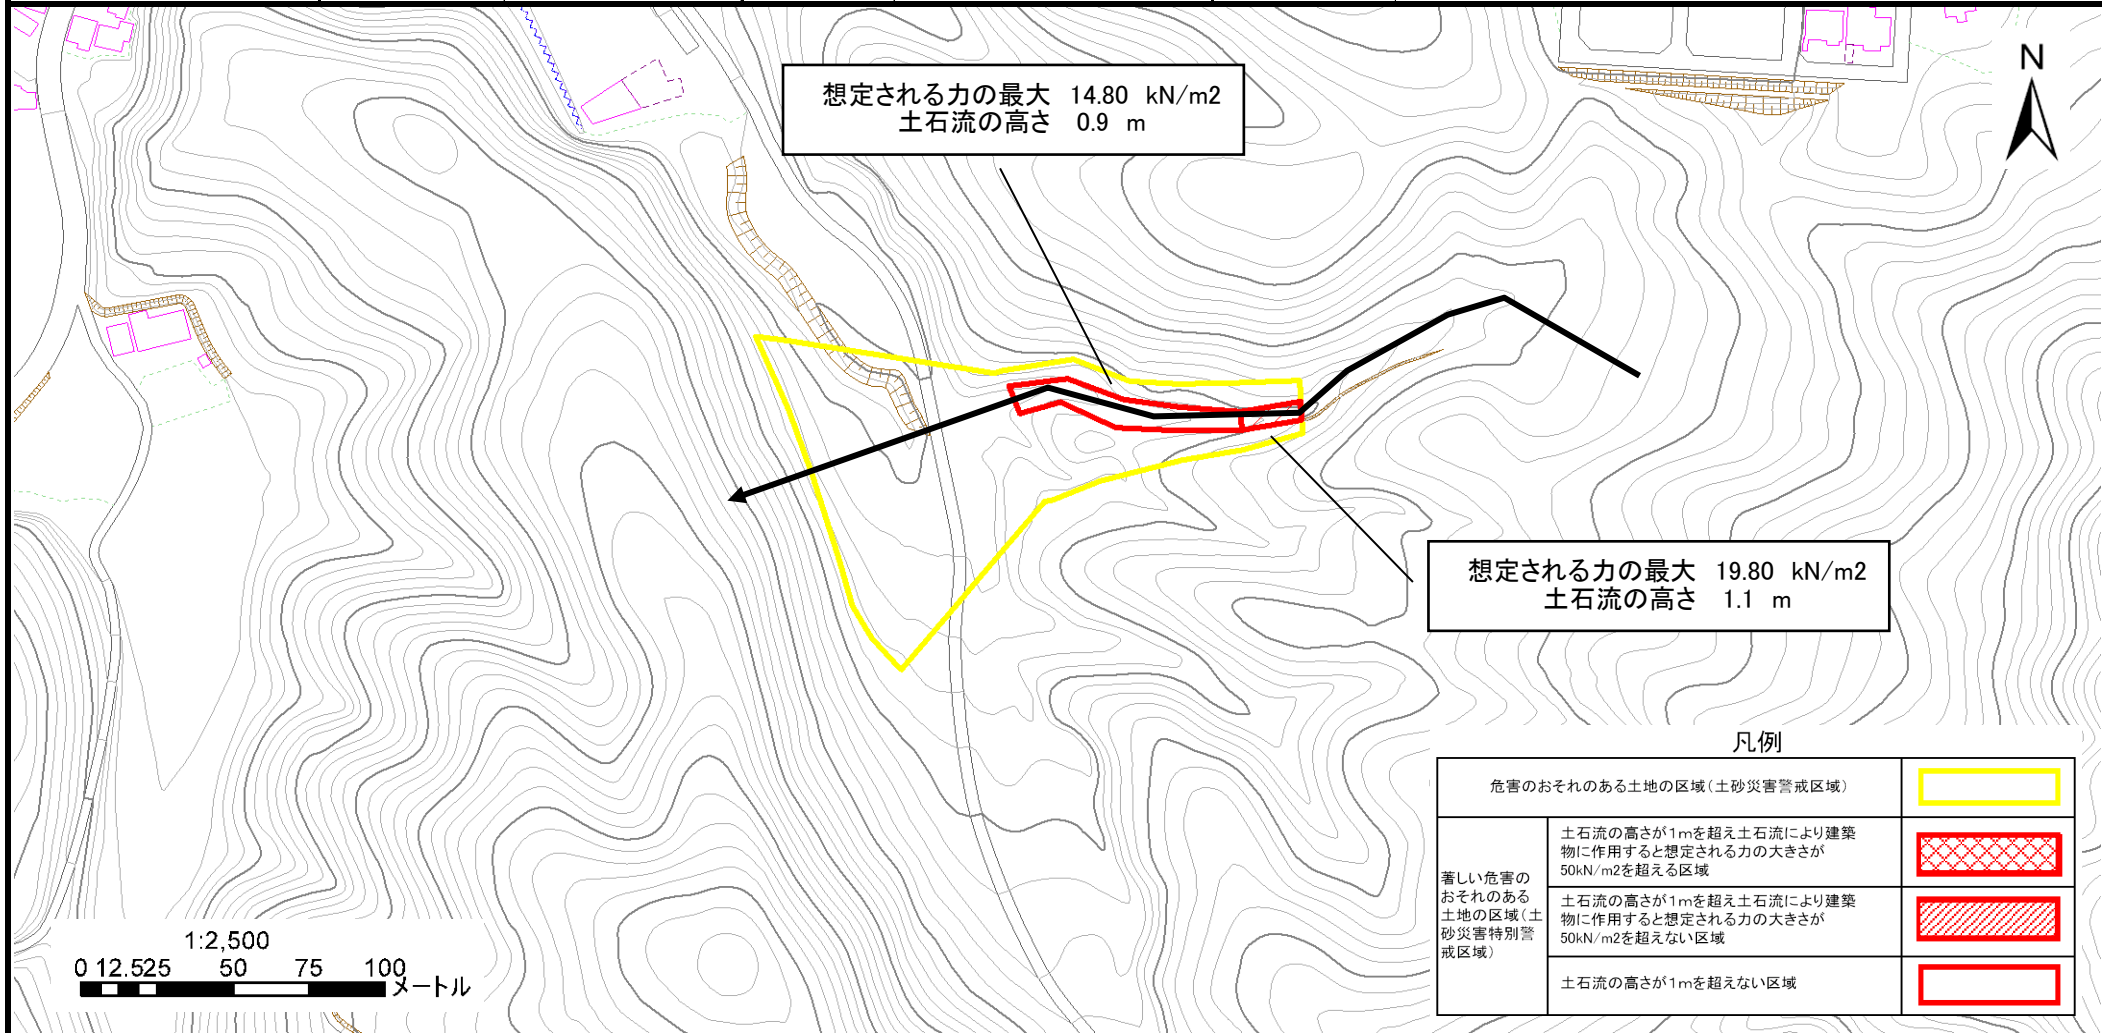 想定される力の最大 14.80 kN/m2
土石流の高さ 0.9 m
N
想定される力の最大 19.80 kN/m2
土石流の高さ 1.1 m
凡例
危害のおそれのある土地の区域(土砂災害警戒区域)
著しい危害の
おそれのある
土地の区域(土
砂災害特別警
戒区域)
土石流の高さが1mを超え土石流により建築
物に作用すると想定される力の大きさが
50kN/m2を超える区域
土石流の高さが1mを超え土石流により建築
物に作用すると想定される力の大きさが
50kN/m2を超えない区域
土石流の高さが1mを超えない区域
1:2,500
0 12.525 50 75 100
メートル